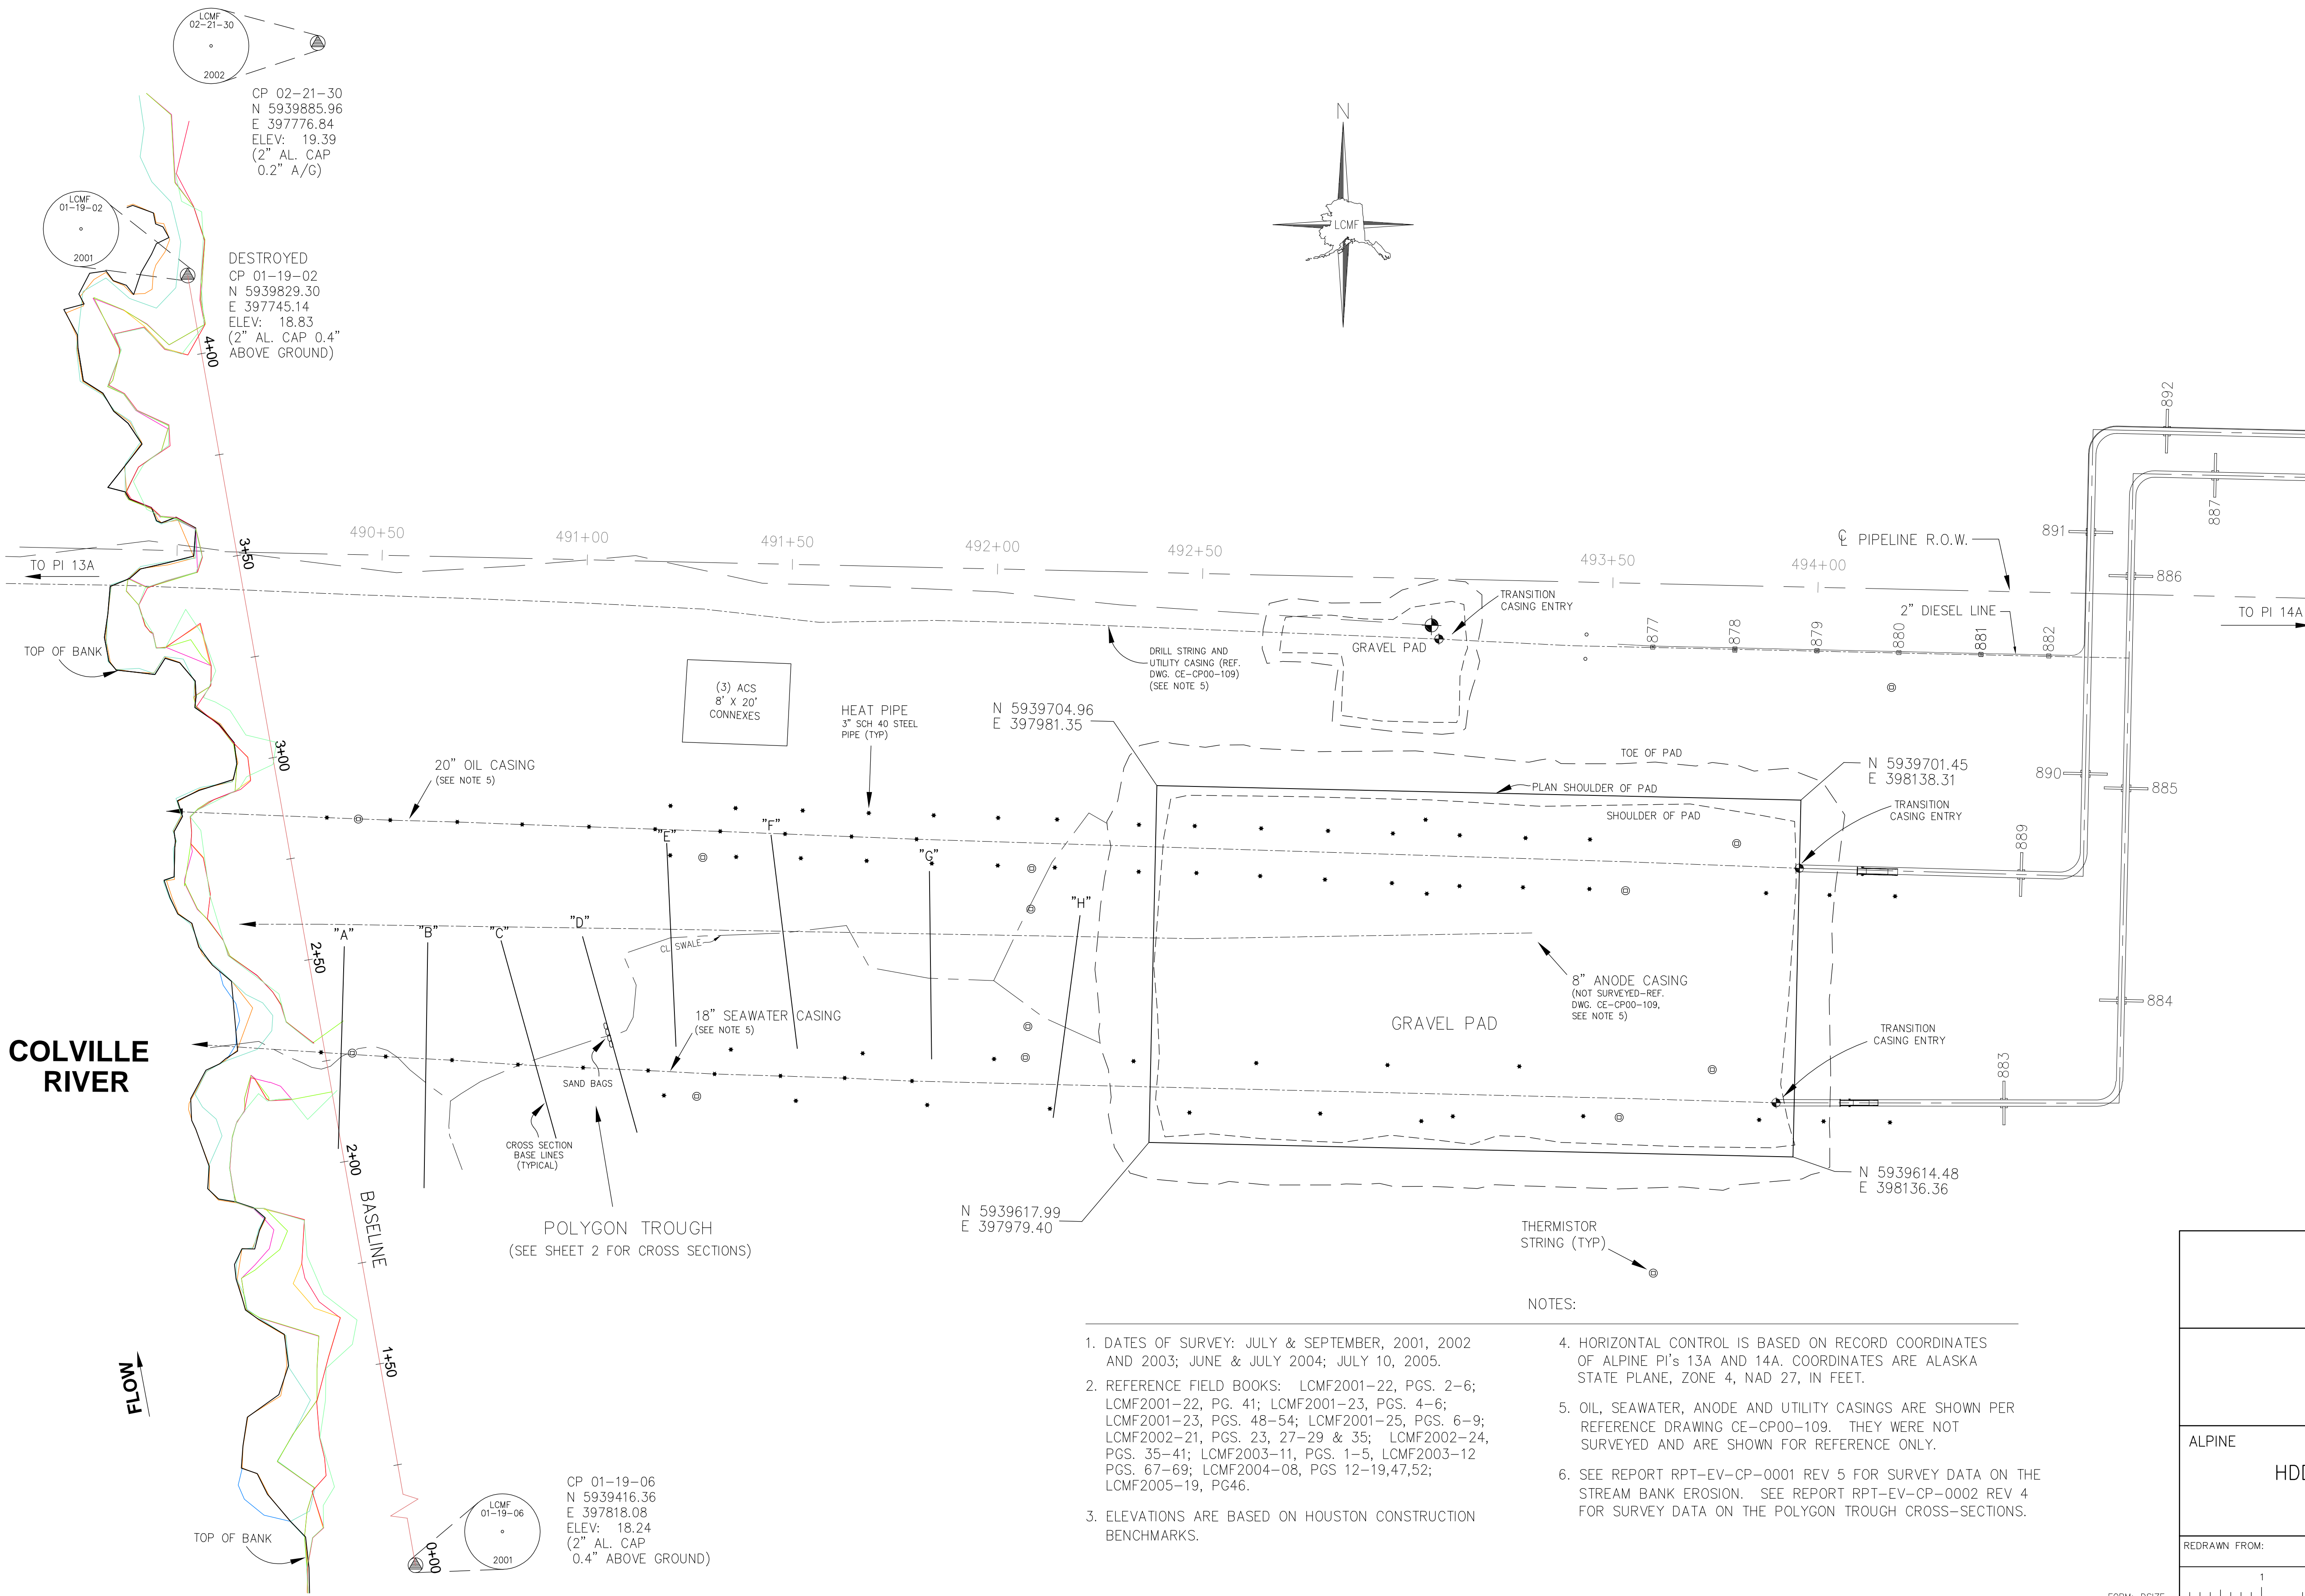 LCMF
02-21-30
2002
CP 02-21-30
N 5939885.96
E 397776.84
ELEV: 19.39
(2" AL. CAP
0.2" A/G)
LCMF
01-19-02
2001
DESTROYED
CP 01-19-02
N 5939829.30
E 397745.14
ELEV: 18.83
(2" AL. CAP 0.4"
ABOVE GROUND)
N
LCMF
4+00
3+50
3+00
2+50
2+00
BASELINE
1+50
0+00
490+50
491+00
491+50
492+00
492+50
493+50
494+00
℄ PIPELINE R.O.W.
892
891
887
886
890
885
889
884
883
TO PI 13A
TO PI 14A
2" DIESEL LINE
877
878
879
880
881
882
TRANSITION
CASING ENTRY
GRAVEL PAD
DRILL STRING AND
UTILITY CASING (REF.
DWG. CE-CP00-109)
(SEE NOTE 5)
TOP OF BANK
(3) ACS
8' X 20'
CONNEXES
HEAT PIPE
3" SCH 40 STEEL
PIPE (TYP)
N 5939704.96
E 397981.35
TOE OF PAD
PLAN SHOULDER OF PAD
SHOULDER OF PAD
N 5939701.45
E 398138.31
TRANSITION
CASING ENTRY
20" OIL CASING
(SEE NOTE 5)
"A"
"B"
"C"
"D"
"E"
"F"
"G"
"H"
CL SWALE
8" ANODE CASING
(NOT SURVEYED-REF.
DWG. CE-CP00-109,
SEE NOTE 5)
18" SEAWATER CASING
(SEE NOTE 5)
GRAVEL PAD
TRANSITION
CASING ENTRY
COLVILLE
RIVER
SAND BAGS
CROSS SECTION
BASE LINES
(TYPICAL)
POLYGON TROUGH
(SEE SHEET 2 FOR CROSS SECTIONS)
N 5939617.99
E 397979.40
N 5939614.48
E 398136.36
THERMISTOR
STRING (TYP)
FLOW
TOP OF BANK
CP 01-19-06
N 5939416.36
E 397818.08
ELEV: 18.24
(2" AL. CAP
0.4" ABOVE GROUND)
LCMF
01-19-06
2001
NOTES:
1. DATES OF SURVEY: JULY & SEPTEMBER, 2001, 2002
AND 2003; JUNE & JULY 2004; JULY 10, 2005.
2. REFERENCE FIELD BOOKS: LCMF2001-22, PGS. 2-6;
LCMF2001-22, PG. 41; LCMF2001-23, PGS. 4-6;
LCMF2001-23, PGS. 48-54; LCMF2001-25, PGS. 6-9;
LCMF2002-21, PGS. 23, 27-29 & 35; LCMF2002-24,
PGS. 35-41; LCMF2003-11, PGS. 1-5, LCMF2003-12
PGS. 67-69; LCMF2004-08, PGS 12-19,47,52;
LCMF2005-19, PG46.
3. ELEVATIONS ARE BASED ON HOUSTON CONSTRUCTION
BENCHMARKS.
4. HORIZONTAL CONTROL IS BASED ON RECORD COORDINATES
OF ALPINE PI's 13A AND 14A. COORDINATES ARE ALASKA
STATE PLANE, ZONE 4, NAD 27, IN FEET.
5. OIL, SEAWATER, ANODE AND UTILITY CASINGS ARE SHOWN PER
REFERENCE DRAWING CE-CP00-109. THEY WERE NOT
SURVEYED AND ARE SHOWN FOR REFERENCE ONLY.
6. SEE REPORT RPT-EV-CP-0001 REV 5 FOR SURVEY DATA ON THE
STREAM BANK EROSION. SEE REPORT RPT-EV-CP-0002 REV 4
FOR SURVEY DATA ON THE POLYGON TROUGH CROSS-SECTIONS.
ALPINE
REDRAWN FROM:
1